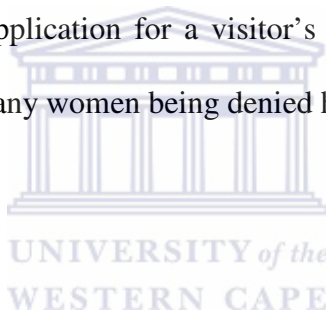 pplication for a visitor's
any women being denied h
UNIVERSITY of the
WESTERN CAPE